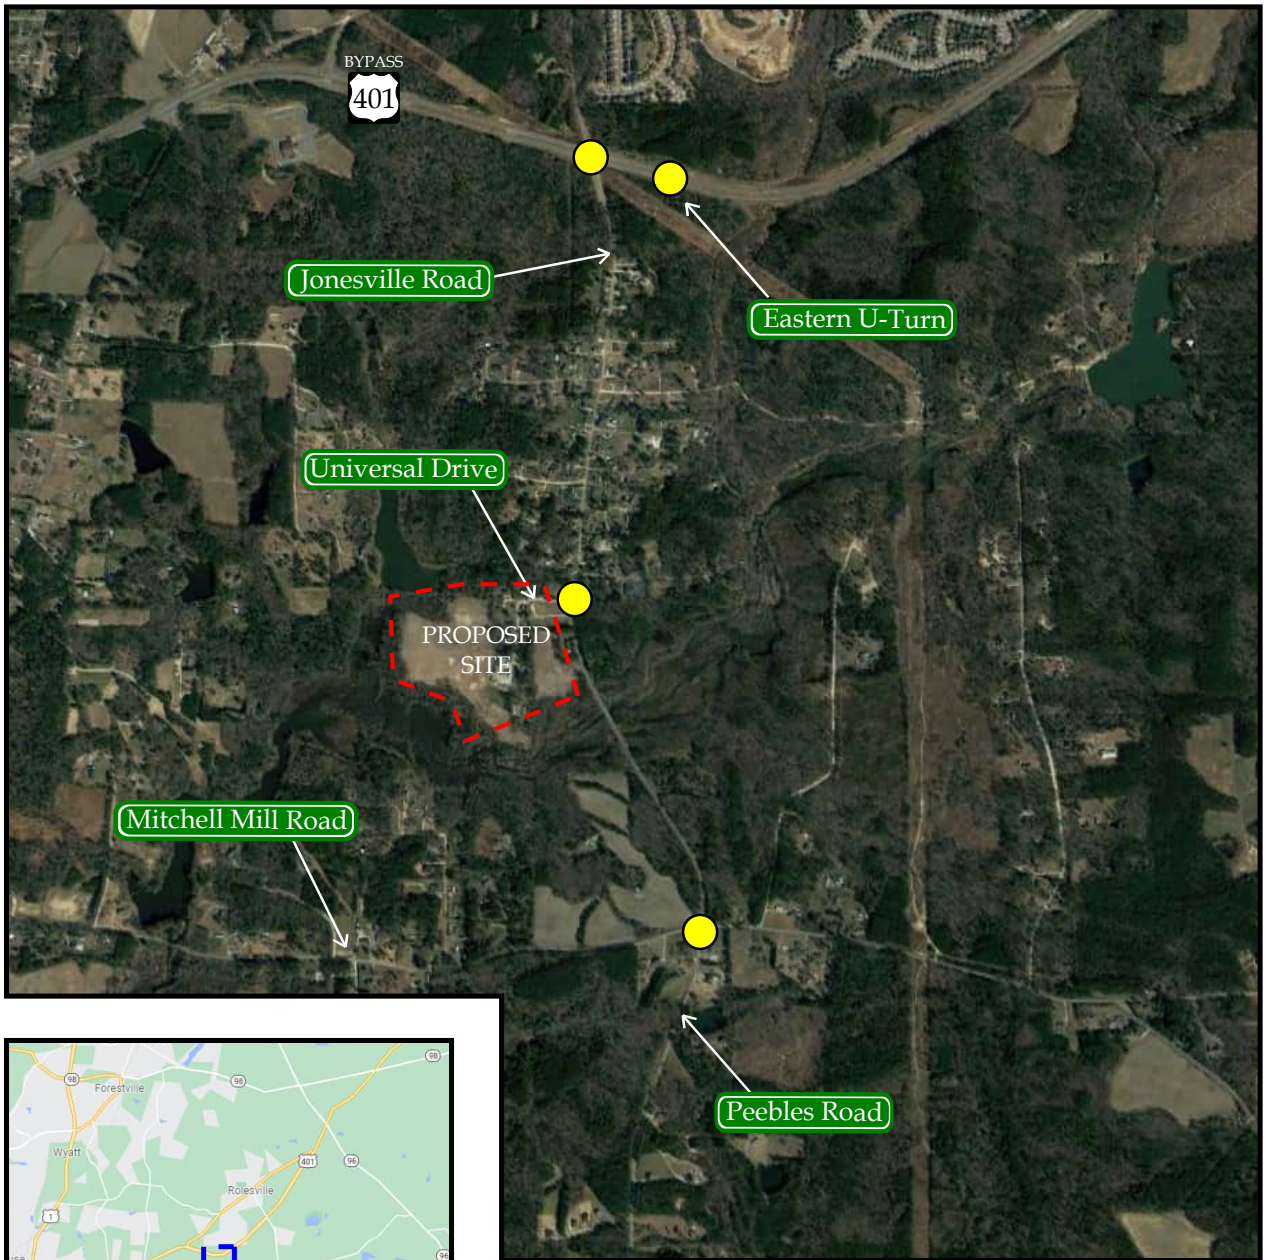 BYPASS
401
Jonesville Road
Eastern U-Turn
Universal Drive
PROPOSED
SITE
Mitchell Mill Road
Peebles Road
98
98
98
Forestville
Wyatt
401
96
Rolesville
1
96